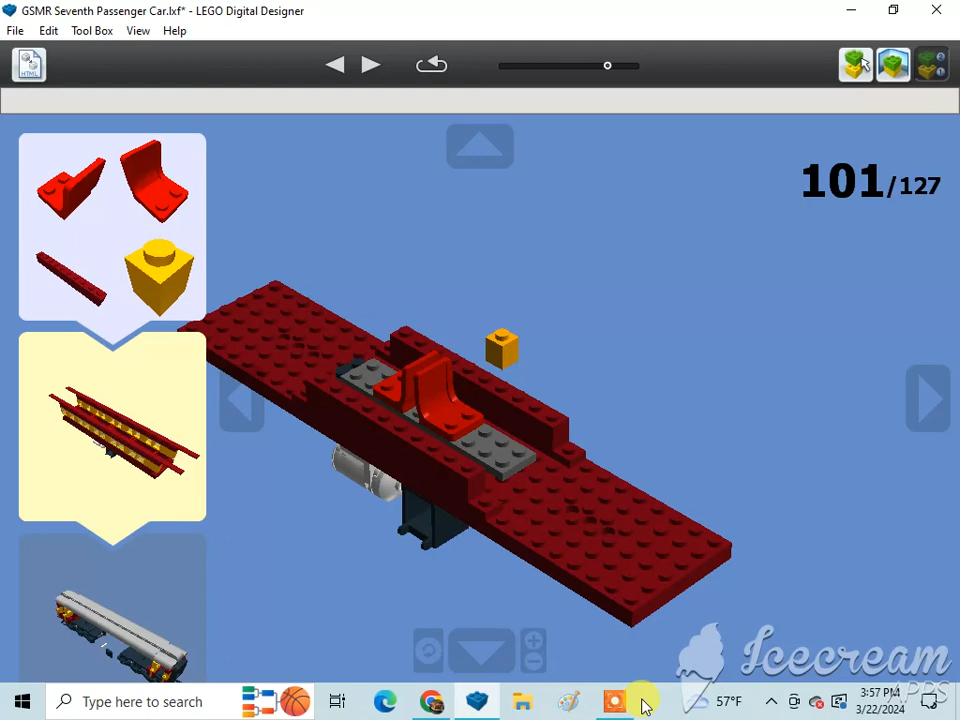 GSMR Seventh Passenger Car.lxf* - LEGO Digital Designer
File Edit Tool Box View Help
HTML
101/127
Icecream
APPS
Type here to search
57°F
3:57 PM
3/22/2024